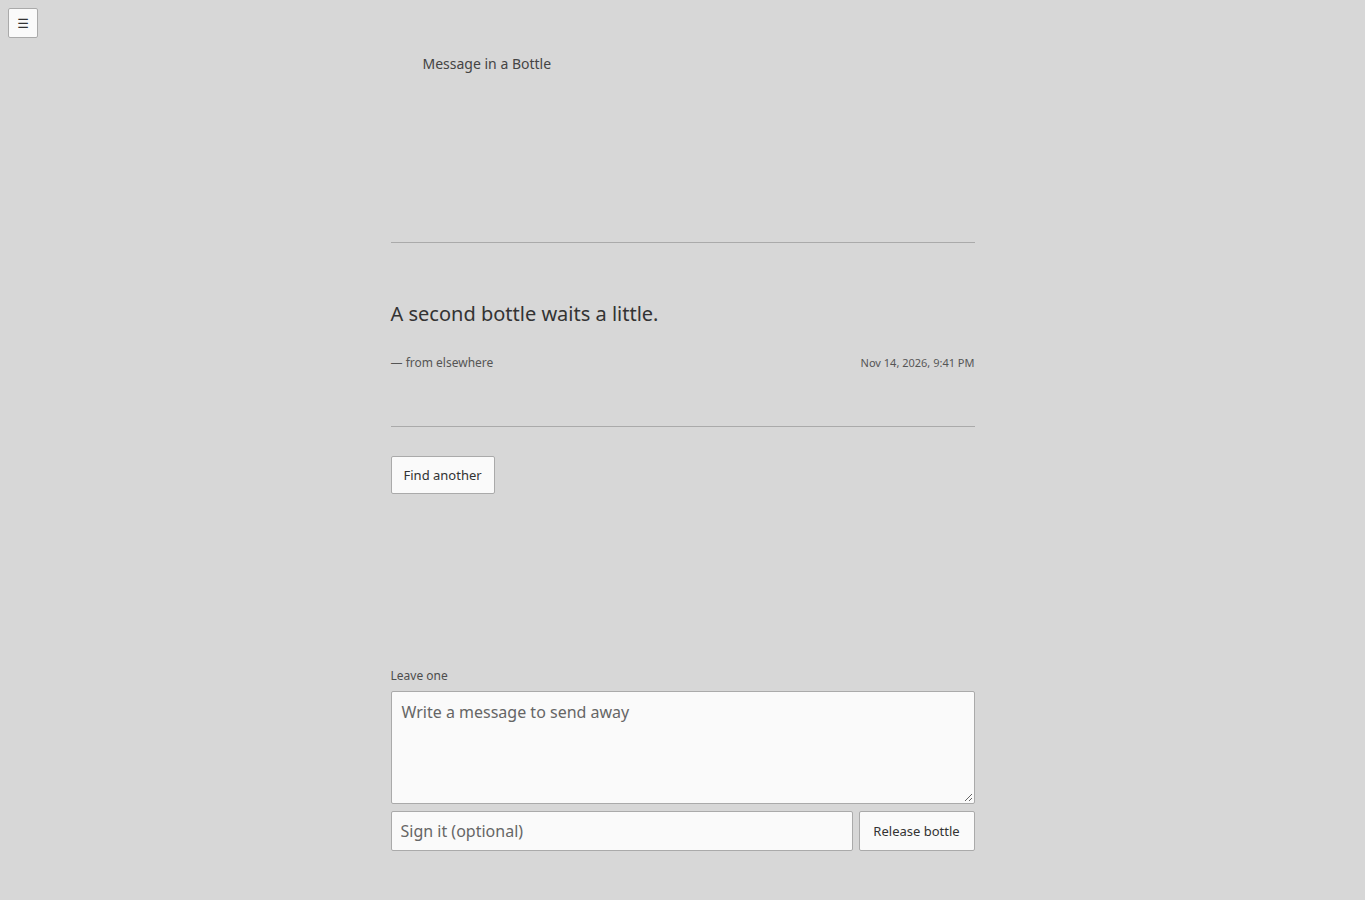 ☰
Message in a Bottle
A second bottle waits a little.
— from elsewhere
Nov 14, 2026, 9:41 PM
Find another
Leave one
Write a message to send away
Sign it (optional)
Release bottle